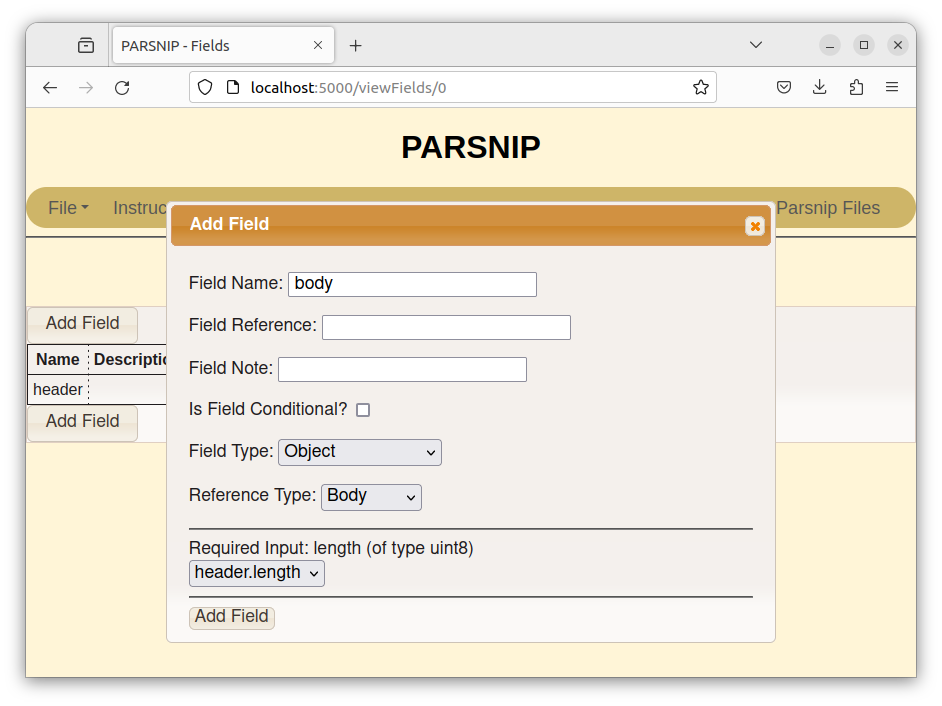 PARSNIP - Fields
localhost:5000/viewFields/0
PARSNIP
File Instruc Parsnip Files
Add Field
Field Name: body
Field Reference:
Field Note:
Is Field Conditional?
Field Type: Object
Reference Type: Body
Required Input: length (of type uint8)
header.length
Add Field
Add Field
Name Descriptio
header
Add Field